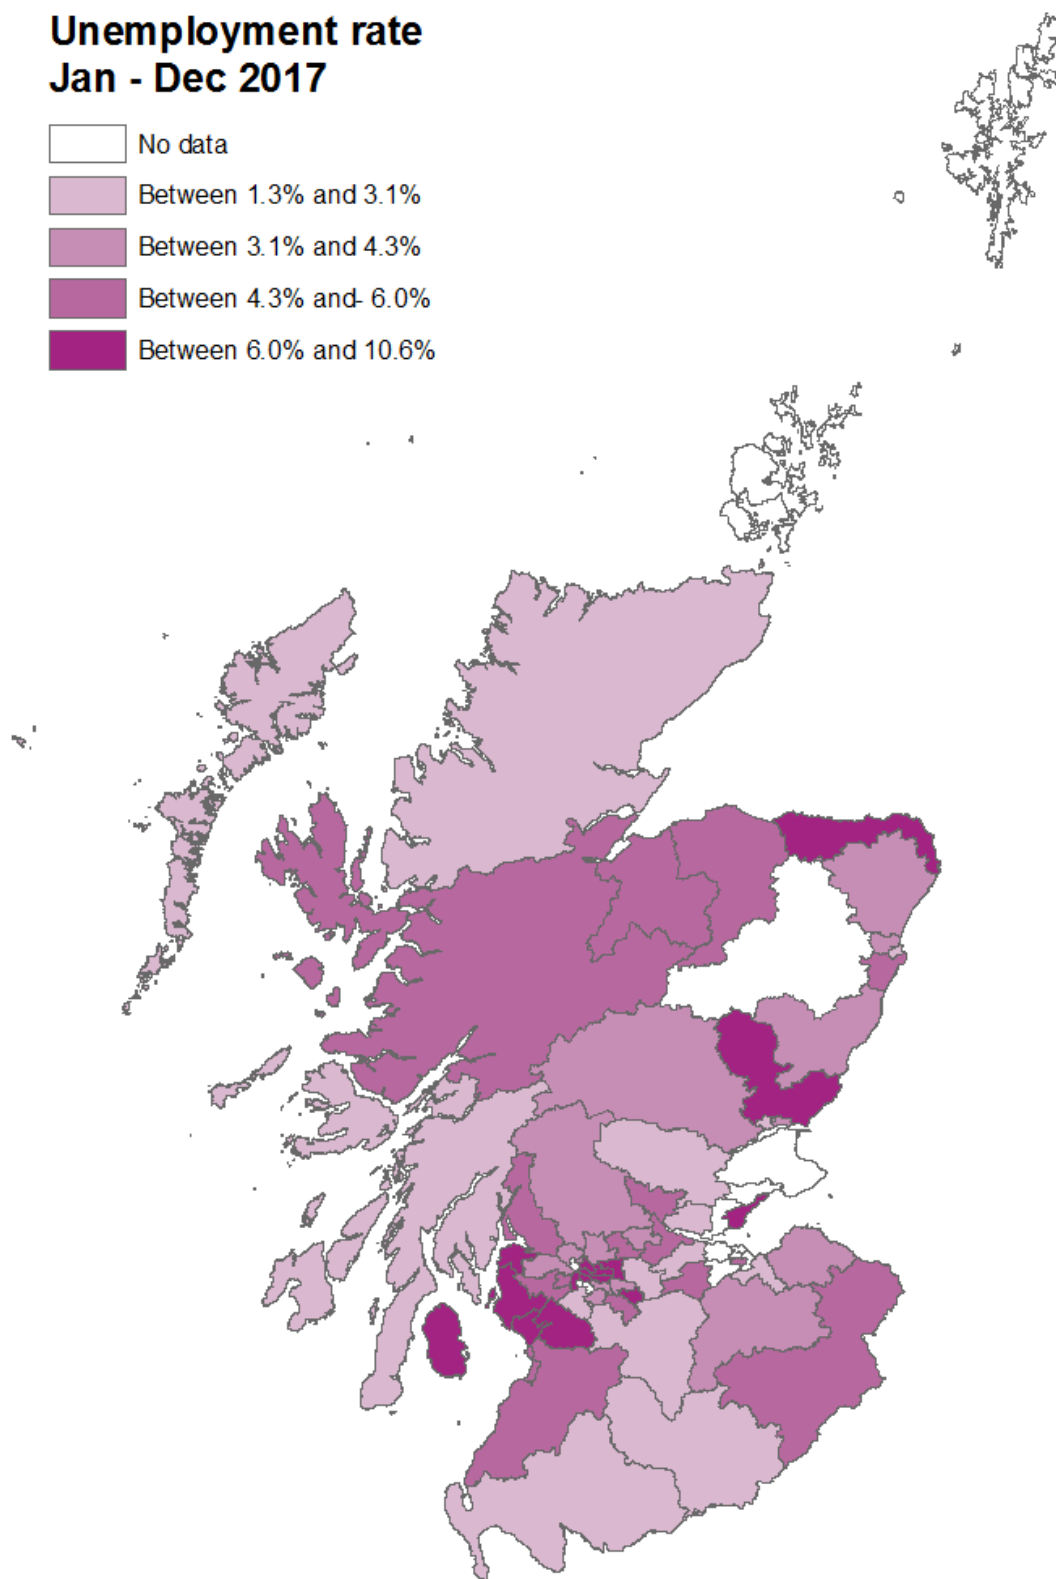 Unemployment rate
Jan - Dec 2017
No data
Between 1.3% and 3.1%
Between 3.1% and 4.3%
Between 4.3% and- 6.0%
Between 6.0% and 10.6%